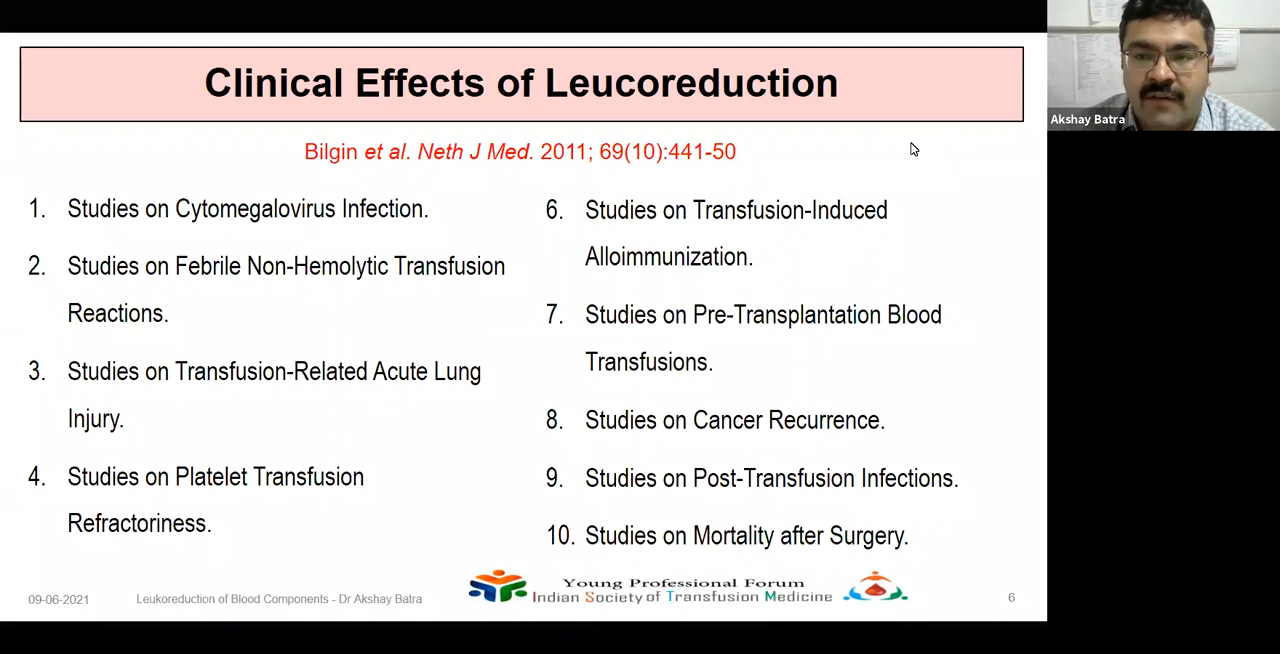 Clinical Effects of Leucoreduction
Bilgin et al. Neth J Med. 2011; 69(10):441-50
1. Studies on Cytomegalovirus Infection.
2. Studies on Febrile Non-Hemolytic Transfusion
Reactions.
3. Studies on Transfusion-Related Acute Lung
Injury.
4. Studies on Platelet Transfusion
Refractoriness.
6. Studies on Transfusion-Induced
Alloimmunization.
7. Studies on Pre-Transplantation Blood
Transfusions.
8. Studies on Cancer Recurrence.
9. Studies on Post-Transfusion Infections.
10. Studies on Mortality after Surgery.
09-06-2021
Leukoreduction of Blood Components - Dr Akshay Batra
Young Professional Forum
Indian Society of Transfusion Medicine
6
Akshay Batra